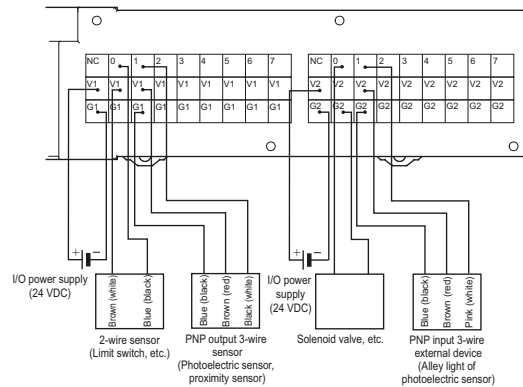 NC 0 1 2 3 4 5 6 7 NC 0 1 2 3 4 5 6 7
V1 V1 V1 V1 V1 V1 V1 V1 V1 V2 V2 V2 V2 V2 V2 V2 V2 V2
G1 G1 G1 G1 G1 G1 G1 G1 G1 G2 G2 G2 G2 G2 G2 G2 G2 G2
+ − + −
I/O power supply
(24 VDC)
Brown (white)
Blue (black)
2-wire sensor
(Limit switch, etc.)
Blue (black)
Brown (red)
Black (white)
PNP output 3-wire
sensor
(Photoelectric sensor,
proximity sensor)
I/O power
supply
(24 VDC)
Solenoid valve, etc.
Blue (black)
Brown (red)
Pink (white)
PNP input 3-wire
external device
(Alley light of
photoelectric sensor)